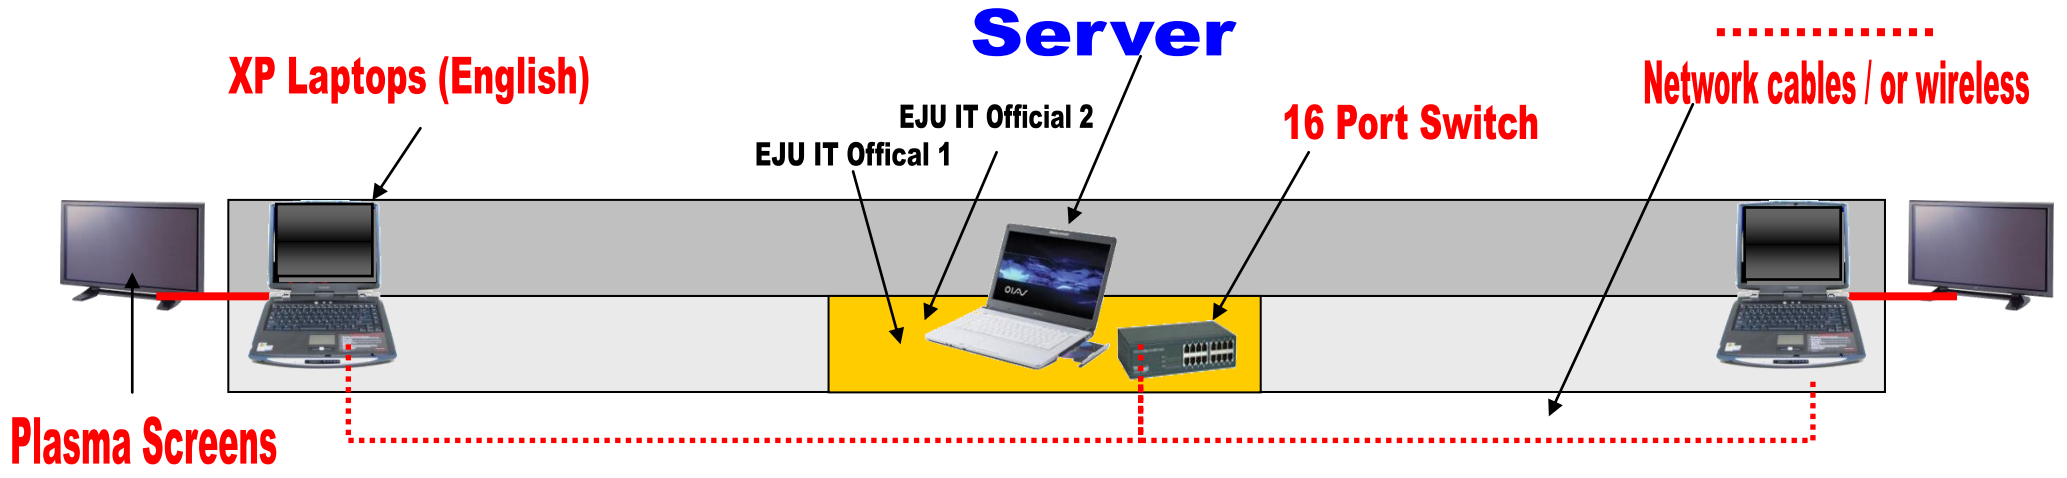 Server
XP Laptops (English)
Network cables / or wireless
EJU IT Official 2
16 Port Switch
EJU IT Offical 1
VAIO
Plasma Screens